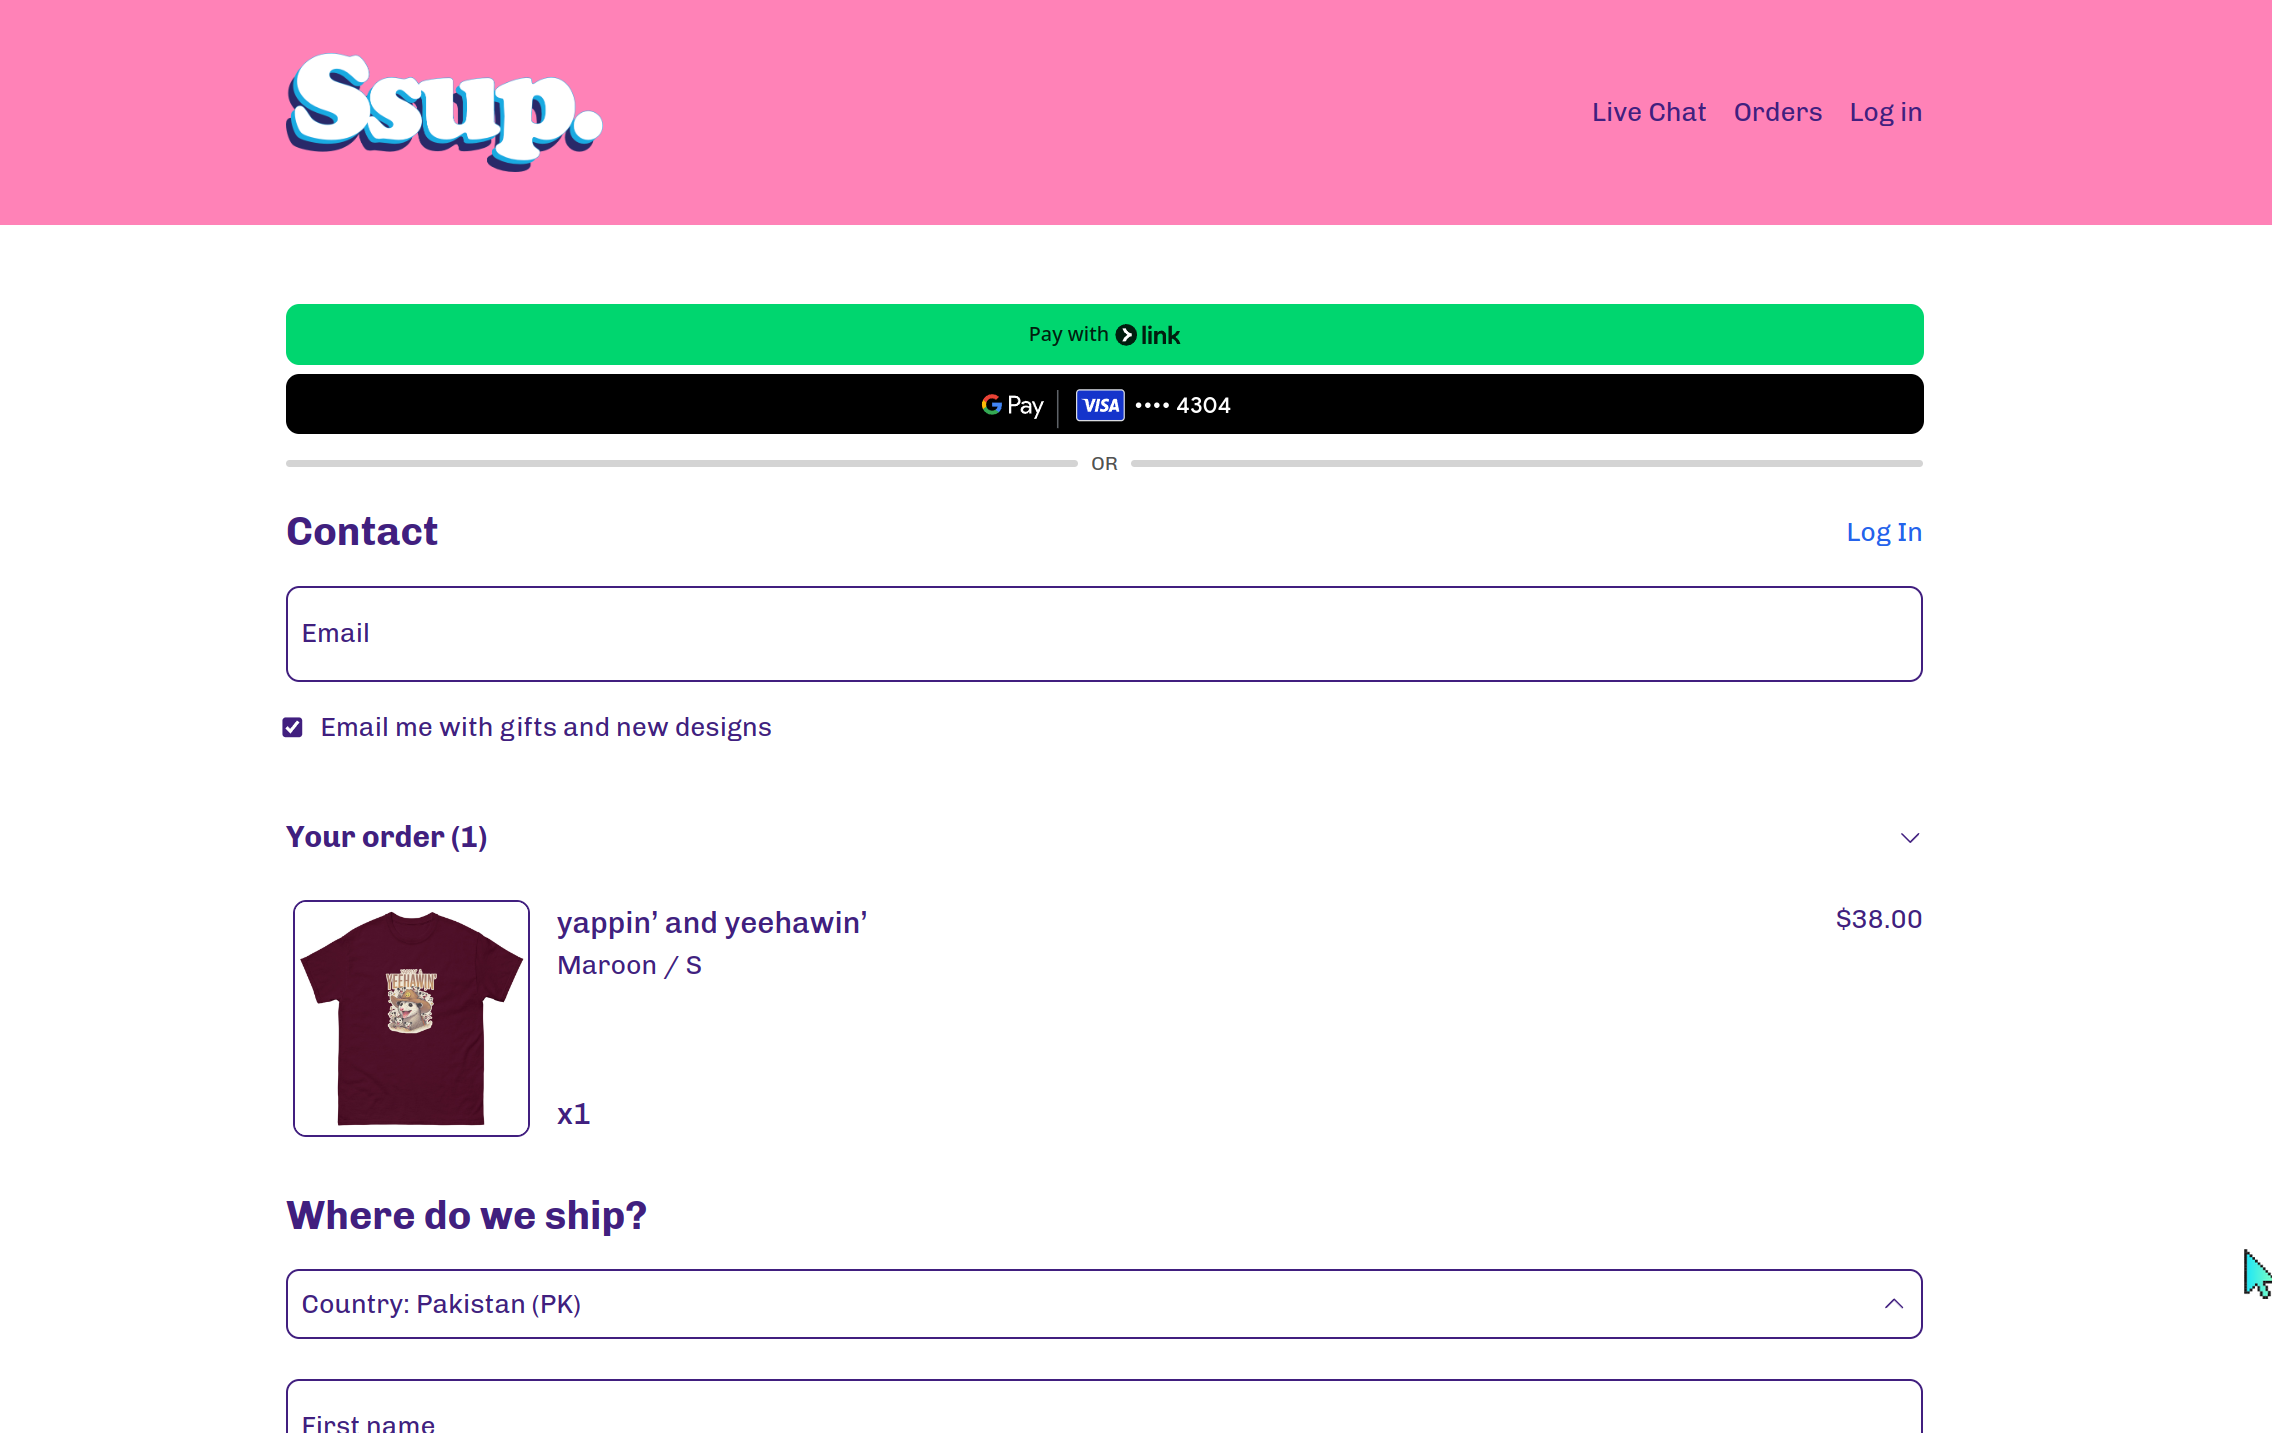 Ssup.
Live Chat Orders Log in
Pay with link
G Pay VISA •••• 4304
OR
Contact
Log In
Email
Email me with gifts and new designs
Your order (1)
yappin’ and yeehawin’
$38.00
Maroon / S
YEEHAWIN'
x1
Where do we ship?
Country: Pakistan (PK)
First name